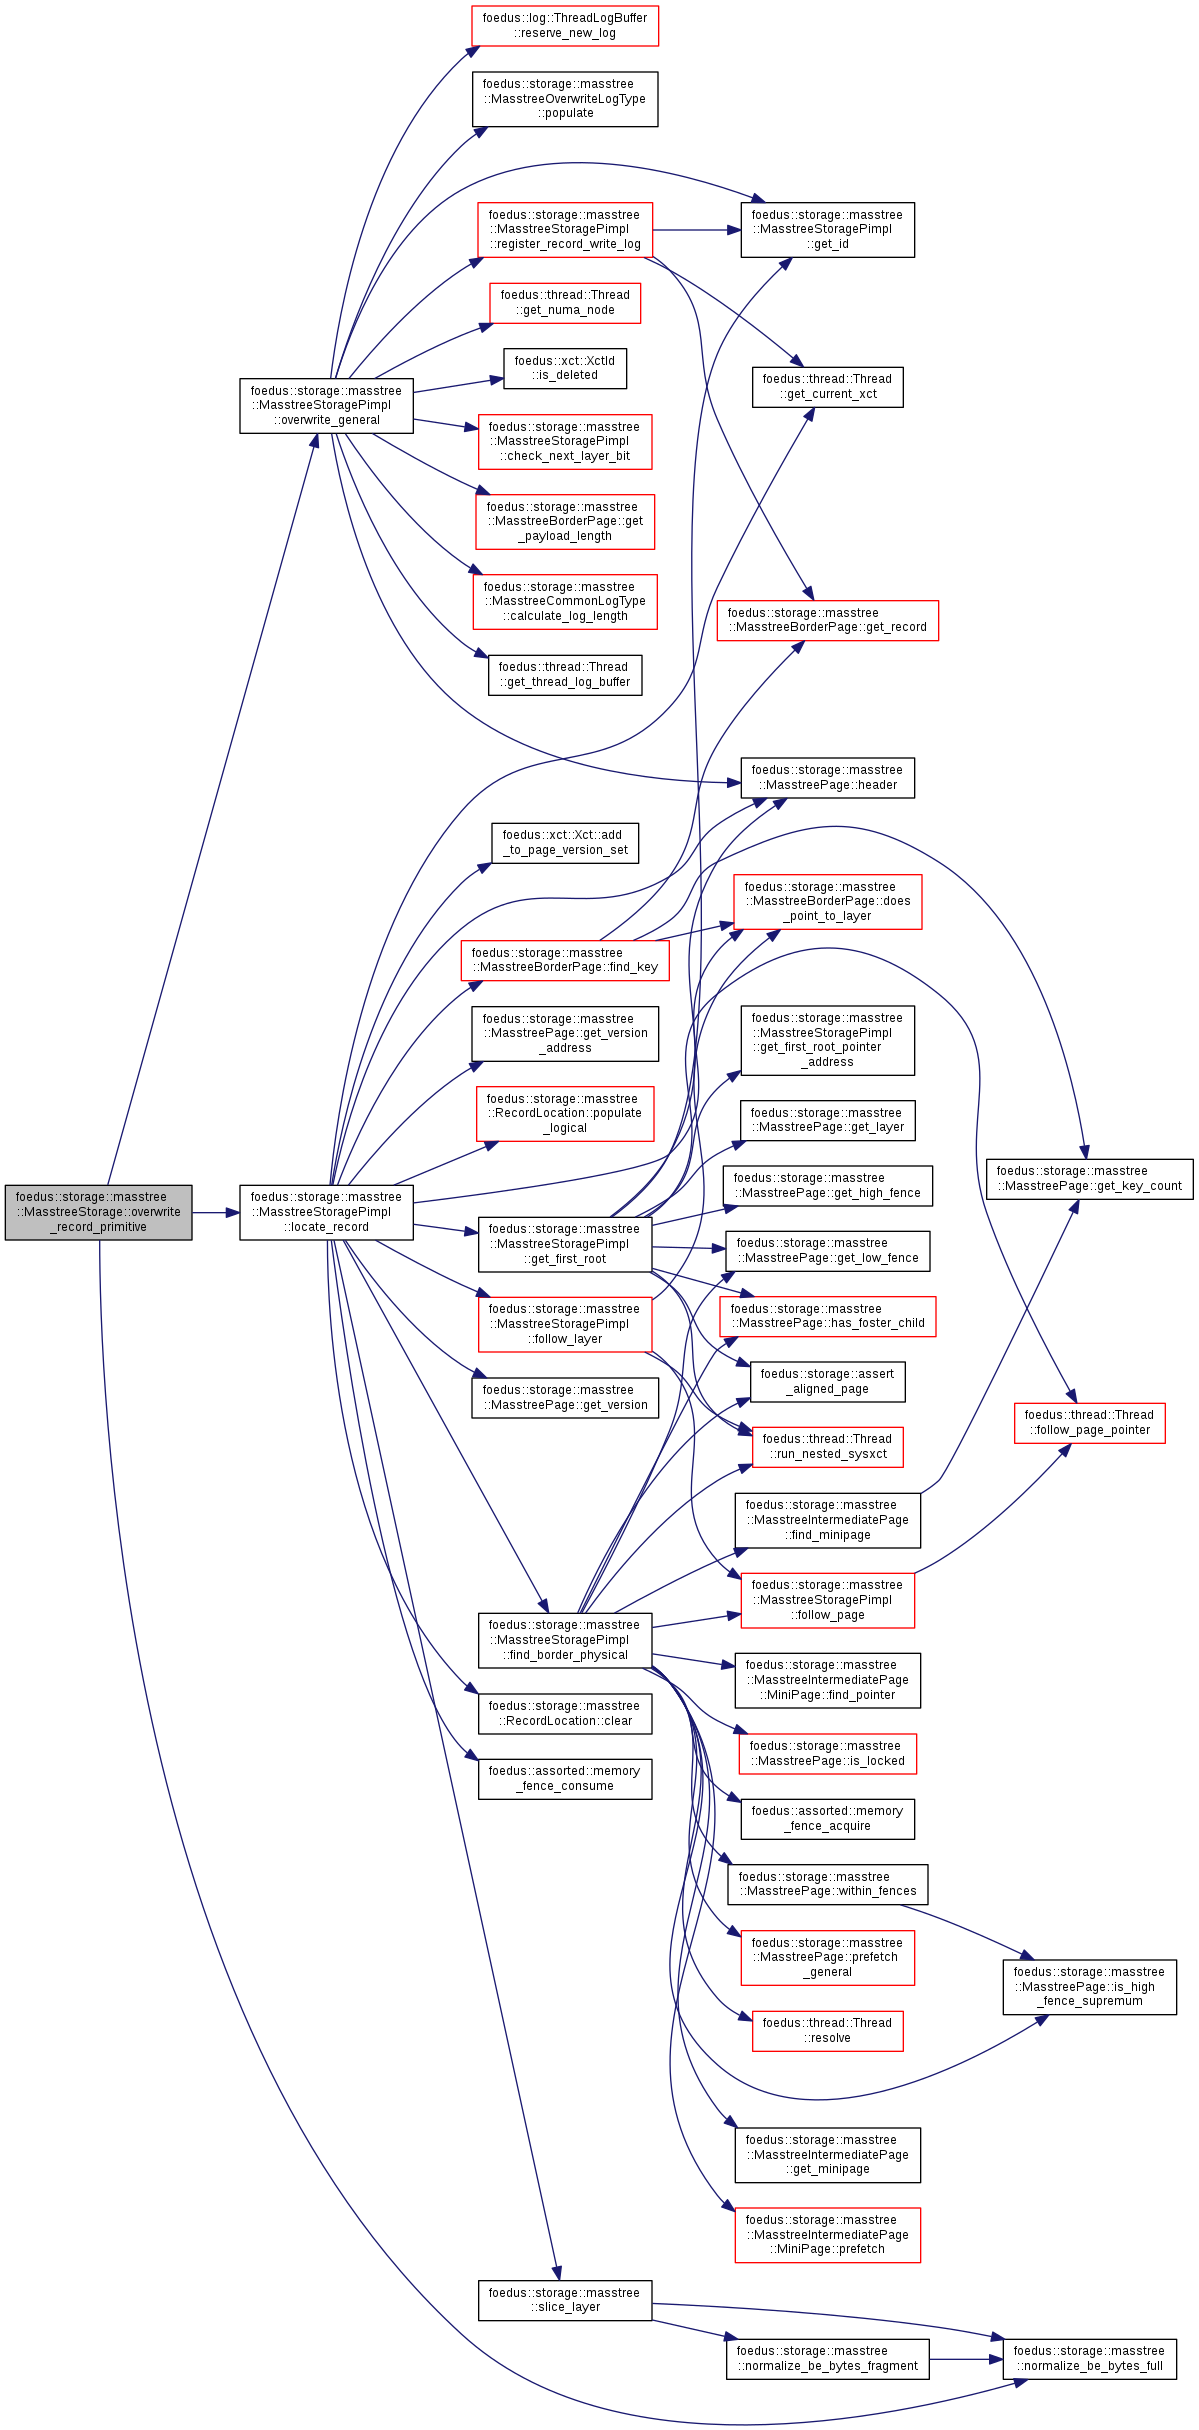 foedus::log::ThreadLogBuffer
::reserve_new_log
foedus::storage::masstree
::MasstreeOverwriteLogType
::populate
foedus::storage::masstree
::MasstreeStoragePimpl
::register_record_write_log
foedus::storage::masstree
::MasstreeStoragePimpl
::get_id
foedus::thread::Thread
::get_numa_node
foedus::xct::XctId
::is_deleted
foedus::thread::Thread
::get_current_xct
foedus::storage::masstree
::MasstreeStoragePimpl
::overwrite_general
foedus::storage::masstree
::MasstreeStoragePimpl
::check_next_layer_bit
foedus::storage::masstree
::MasstreeBorderPage::get
_payload_length
foedus::storage::masstree
::MasstreeCommonLogType
::calculate_log_length
foedus::storage::masstree
::MasstreeBorderPage::get_record
foedus::thread::Thread
::get_thread_log_buffer
foedus::storage::masstree
::MasstreePage::header
foedus::xct::Xct::add
_to_page_version_set
foedus::storage::masstree
::MasstreeBorderPage::does
_point_to_layer
foedus::storage::masstree
::MasstreeBorderPage::find_key
foedus::storage::masstree
::MasstreePage::get_version
_address
foedus::storage::masstree
::MasstreeStoragePimpl
::get_first_root_pointer
_address
foedus::storage::masstree
::RecordLocation::populate
_logical
foedus::storage::masstree
::MasstreePage::get_layer
foedus::storage::masstree
::MasstreePage::get_key_count
foedus::storage::masstree
::MasstreePage::get_high_fence
foedus::storage::masstree
::MasstreeStorage::overwrite
_record_primitive
foedus::storage::masstree
::MasstreeStoragePimpl
::locate_record
foedus::storage::masstree
::MasstreeStoragePimpl
::get_first_root
foedus::storage::masstree
::MasstreePage::get_low_fence
foedus::storage::masstree
::MasstreeStoragePimpl
::follow_layer
foedus::storage::masstree
::MasstreePage::has_foster_child
foedus::storage::assert
_aligned_page
foedus::storage::masstree
::MasstreePage::get_version
foedus::thread::Thread
::follow_page_pointer
foedus::thread::Thread
::run_nested_sysxct
foedus::storage::masstree
::MasstreeIntermediatePage
::find_minipage
foedus::storage::masstree
::MasstreeStoragePimpl
::follow_page
foedus::storage::masstree
::MasstreeStoragePimpl
::find_border_physical
foedus::storage::masstree
::MasstreeIntermediatePage
::MiniPage::find_pointer
foedus::storage::masstree
::RecordLocation::clear
foedus::storage::masstree
::MasstreePage::is_locked
foedus::assorted::memory
_fence_consume
foedus::assorted::memory
_fence_acquire
foedus::storage::masstree
::MasstreePage::within_fences
foedus::storage::masstree
::MasstreePage::prefetch
_general
foedus::storage::masstree
::MasstreePage::is_high
_fence_supremum
foedus::thread::Thread
::resolve
foedus::storage::masstree
::MasstreeIntermediatePage
::get_minipage
foedus::storage::masstree
::MasstreeIntermediatePage
::MiniPage::prefetch
foedus::storage::masstree
::slice_layer
foedus::storage::masstree
::normalize_be_bytes_fragment
foedus::storage::masstree
::normalize_be_bytes_full